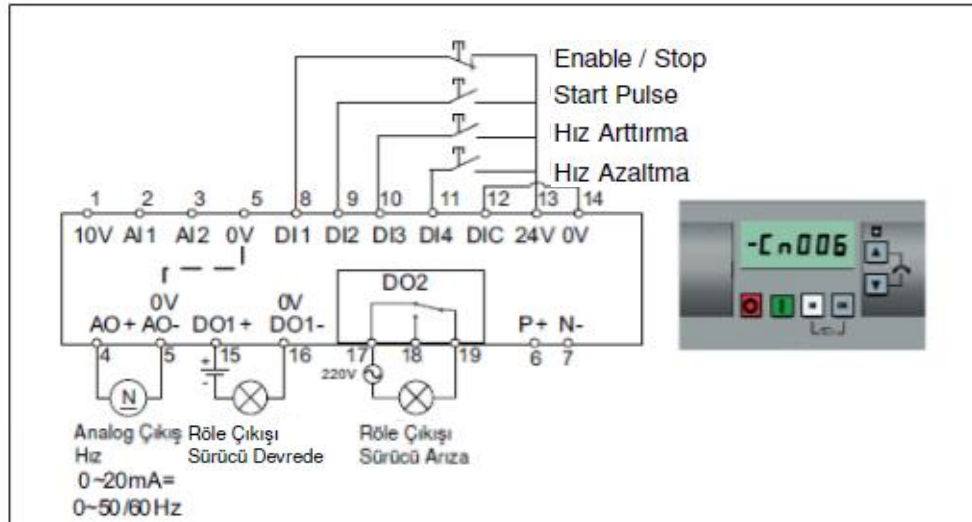 Enable / Stop
Start Pulse
Hız Arttırma
Hız Azaltma
1 2 3 5 8 9 10 11 12 13 14
10V AI1 AI2 0V DI1 DI2 DI3 DI4 DIC 24V 0V
-Cn006
DO2
0V 0V
AO+ AO- DO1+ DO1- P+ N-
4 5 15 16 17 18 19 6 7
+
-
220V
N
Analog Çıkış
Hız
0~20mA=
0~50/60Hz
Röle Çıkışı
Sürücü Devrede
Röle Çıkışı
Sürücü Arıza